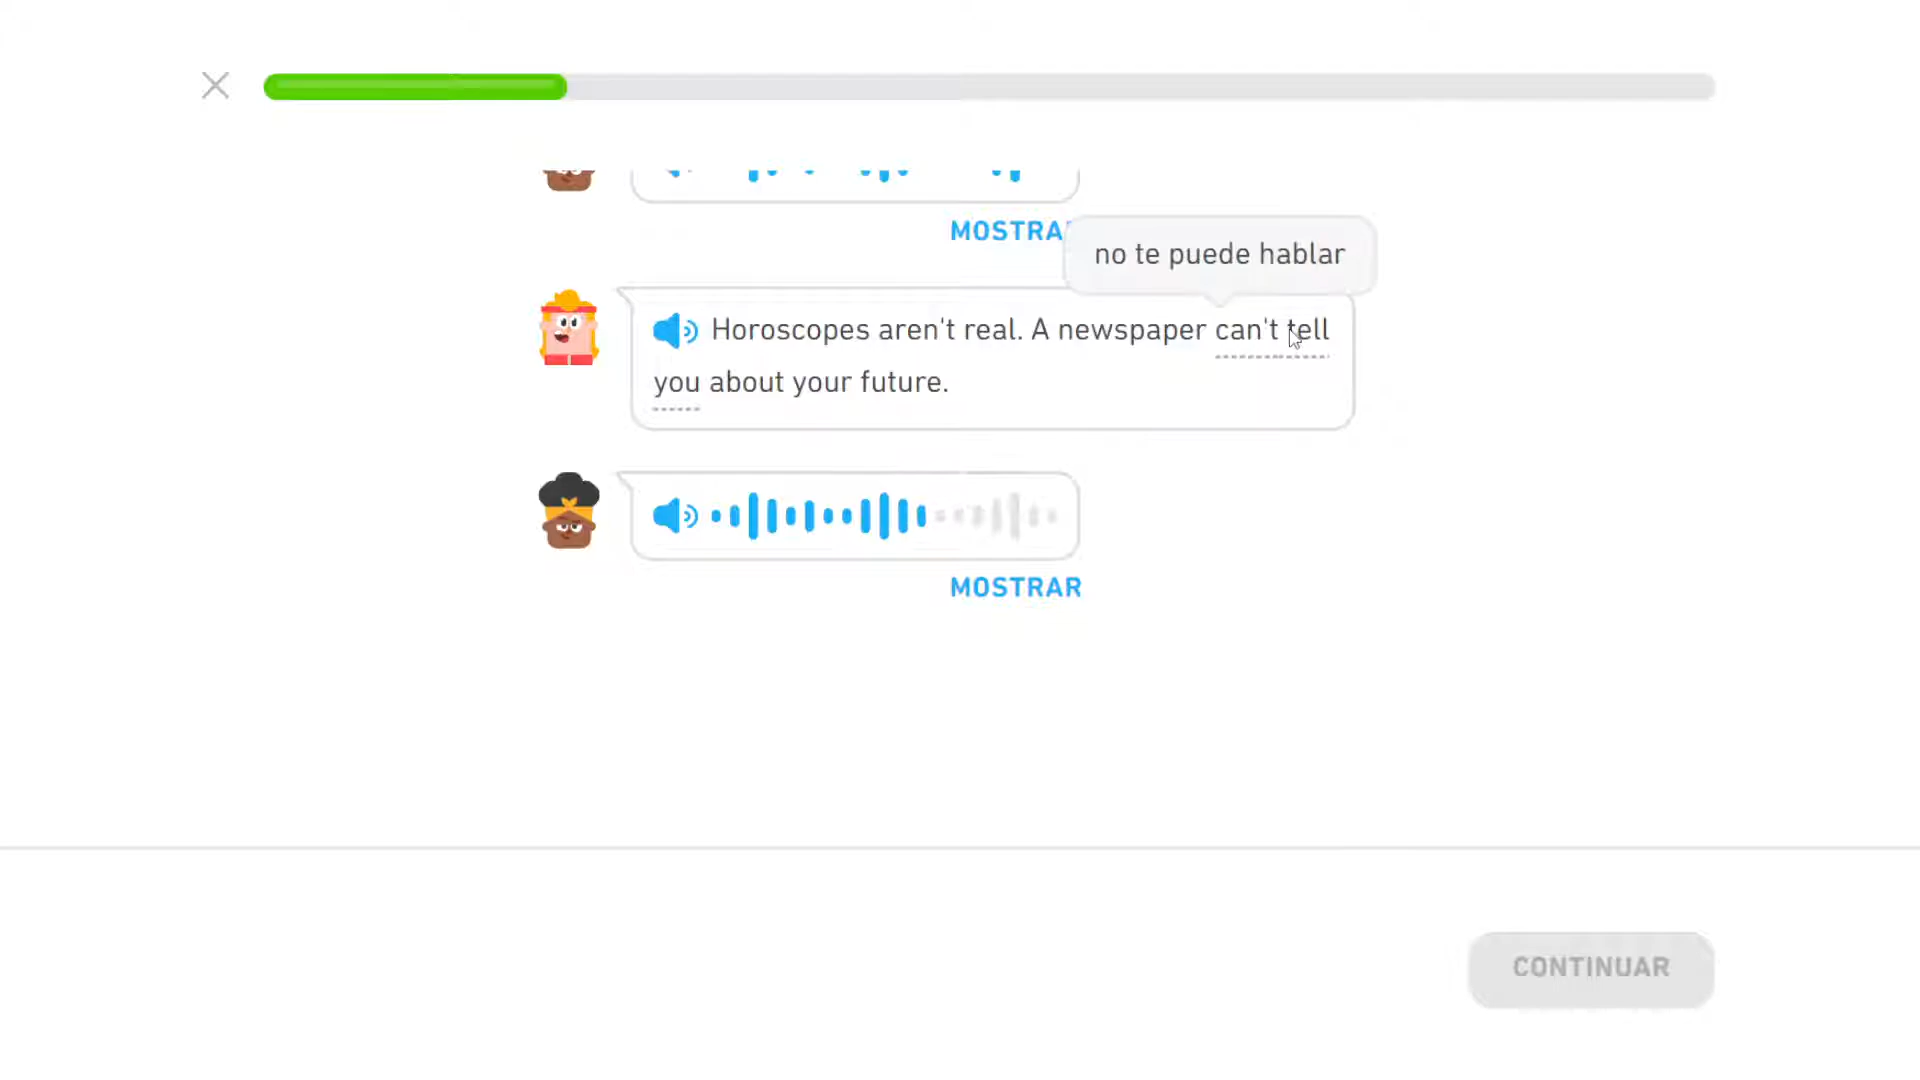 MOSTRA
no te puede hablar
Horoscopes aren't real. A newspaper can't tell
you about your future.
MOSTRAR
CONTINUAR